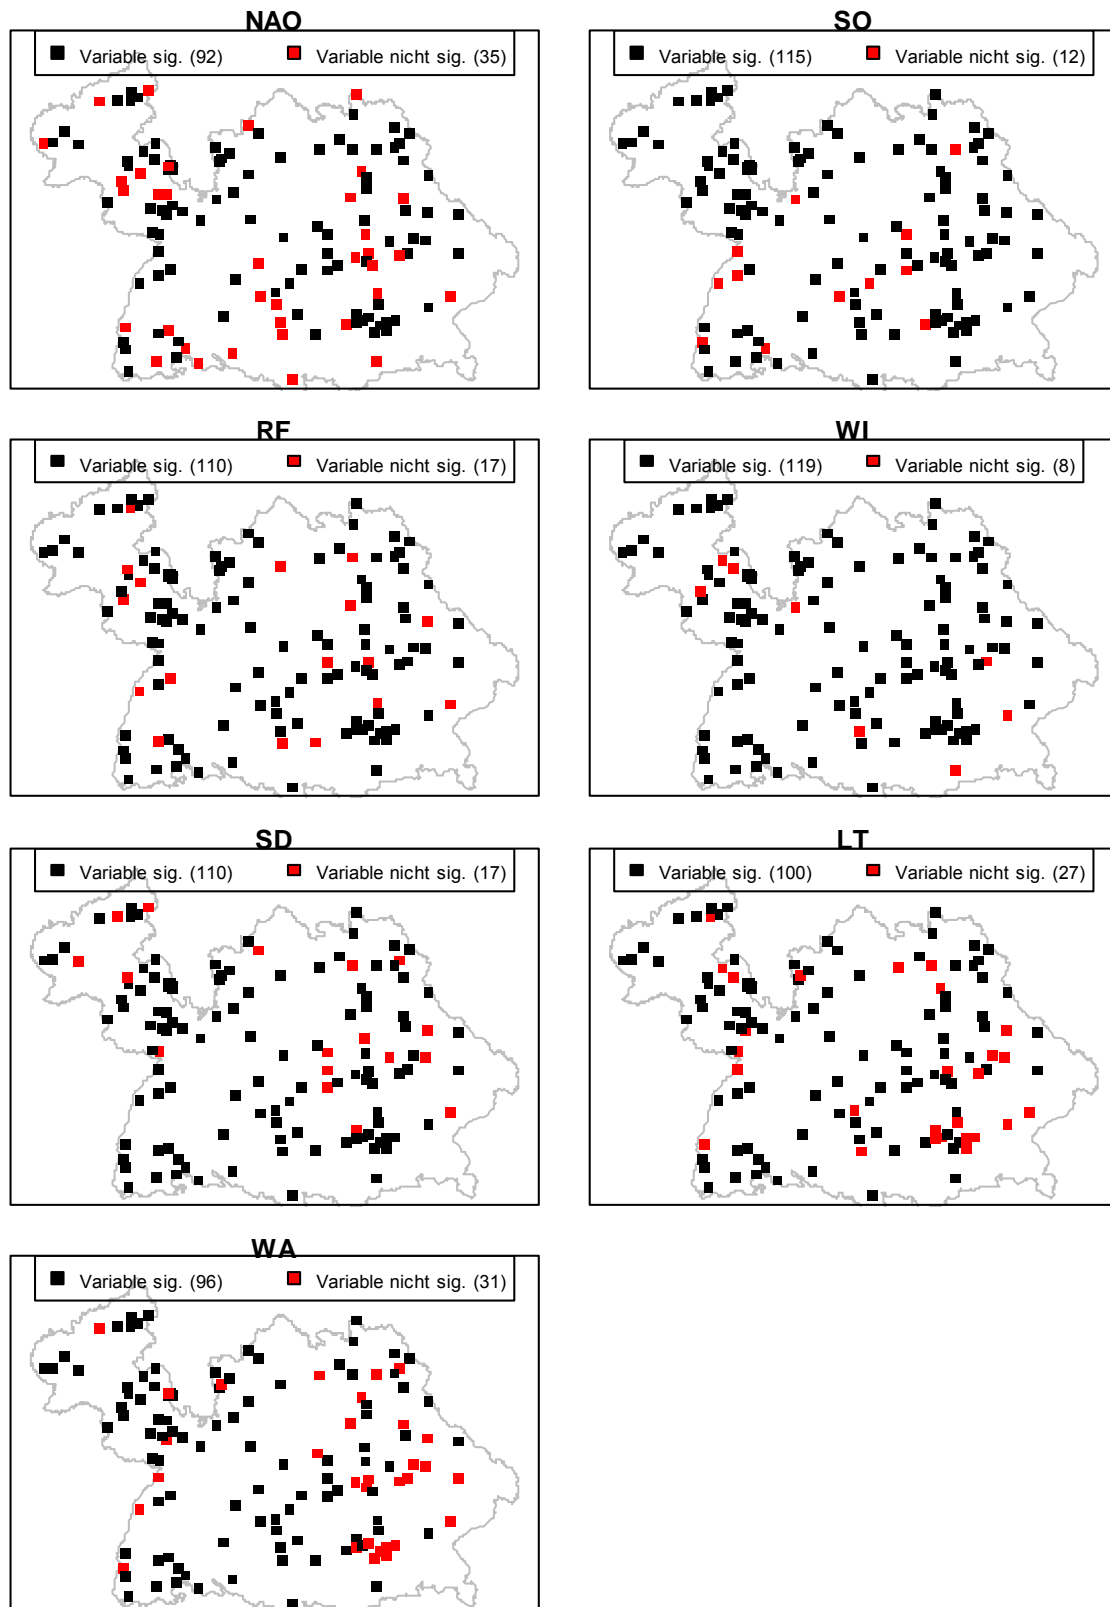 NAO
Variable sig. (92) Variable nicht sig. (35)
SO
Variable sig. (115) Variable nicht sig. (12)
RF
Variable sig. (110) Variable nicht sig. (17)
WI
Variable sig. (119) Variable nicht sig. (8)
SD
Variable sig. (110) Variable nicht sig. (17)
LT
Variable sig. (100) Variable nicht sig. (27)
WA
Variable sig. (96) Variable nicht sig. (31)